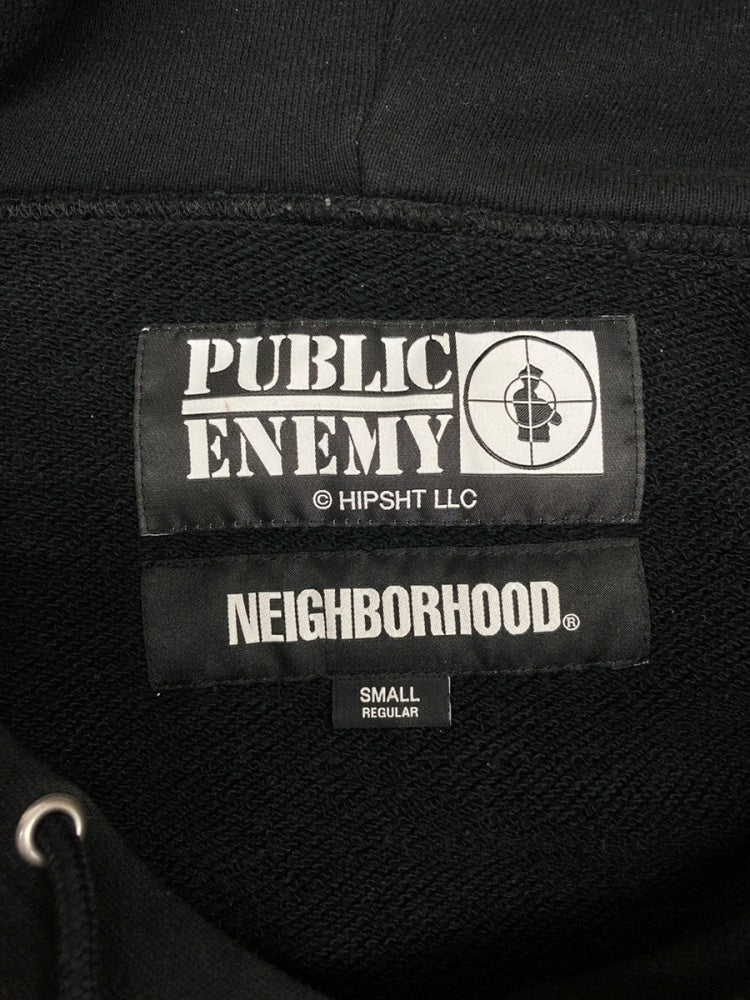 PUBLIC
ENEMY
© HIPSHT LLC
NEIGHBORHOOD®
SMALL
REGULAR